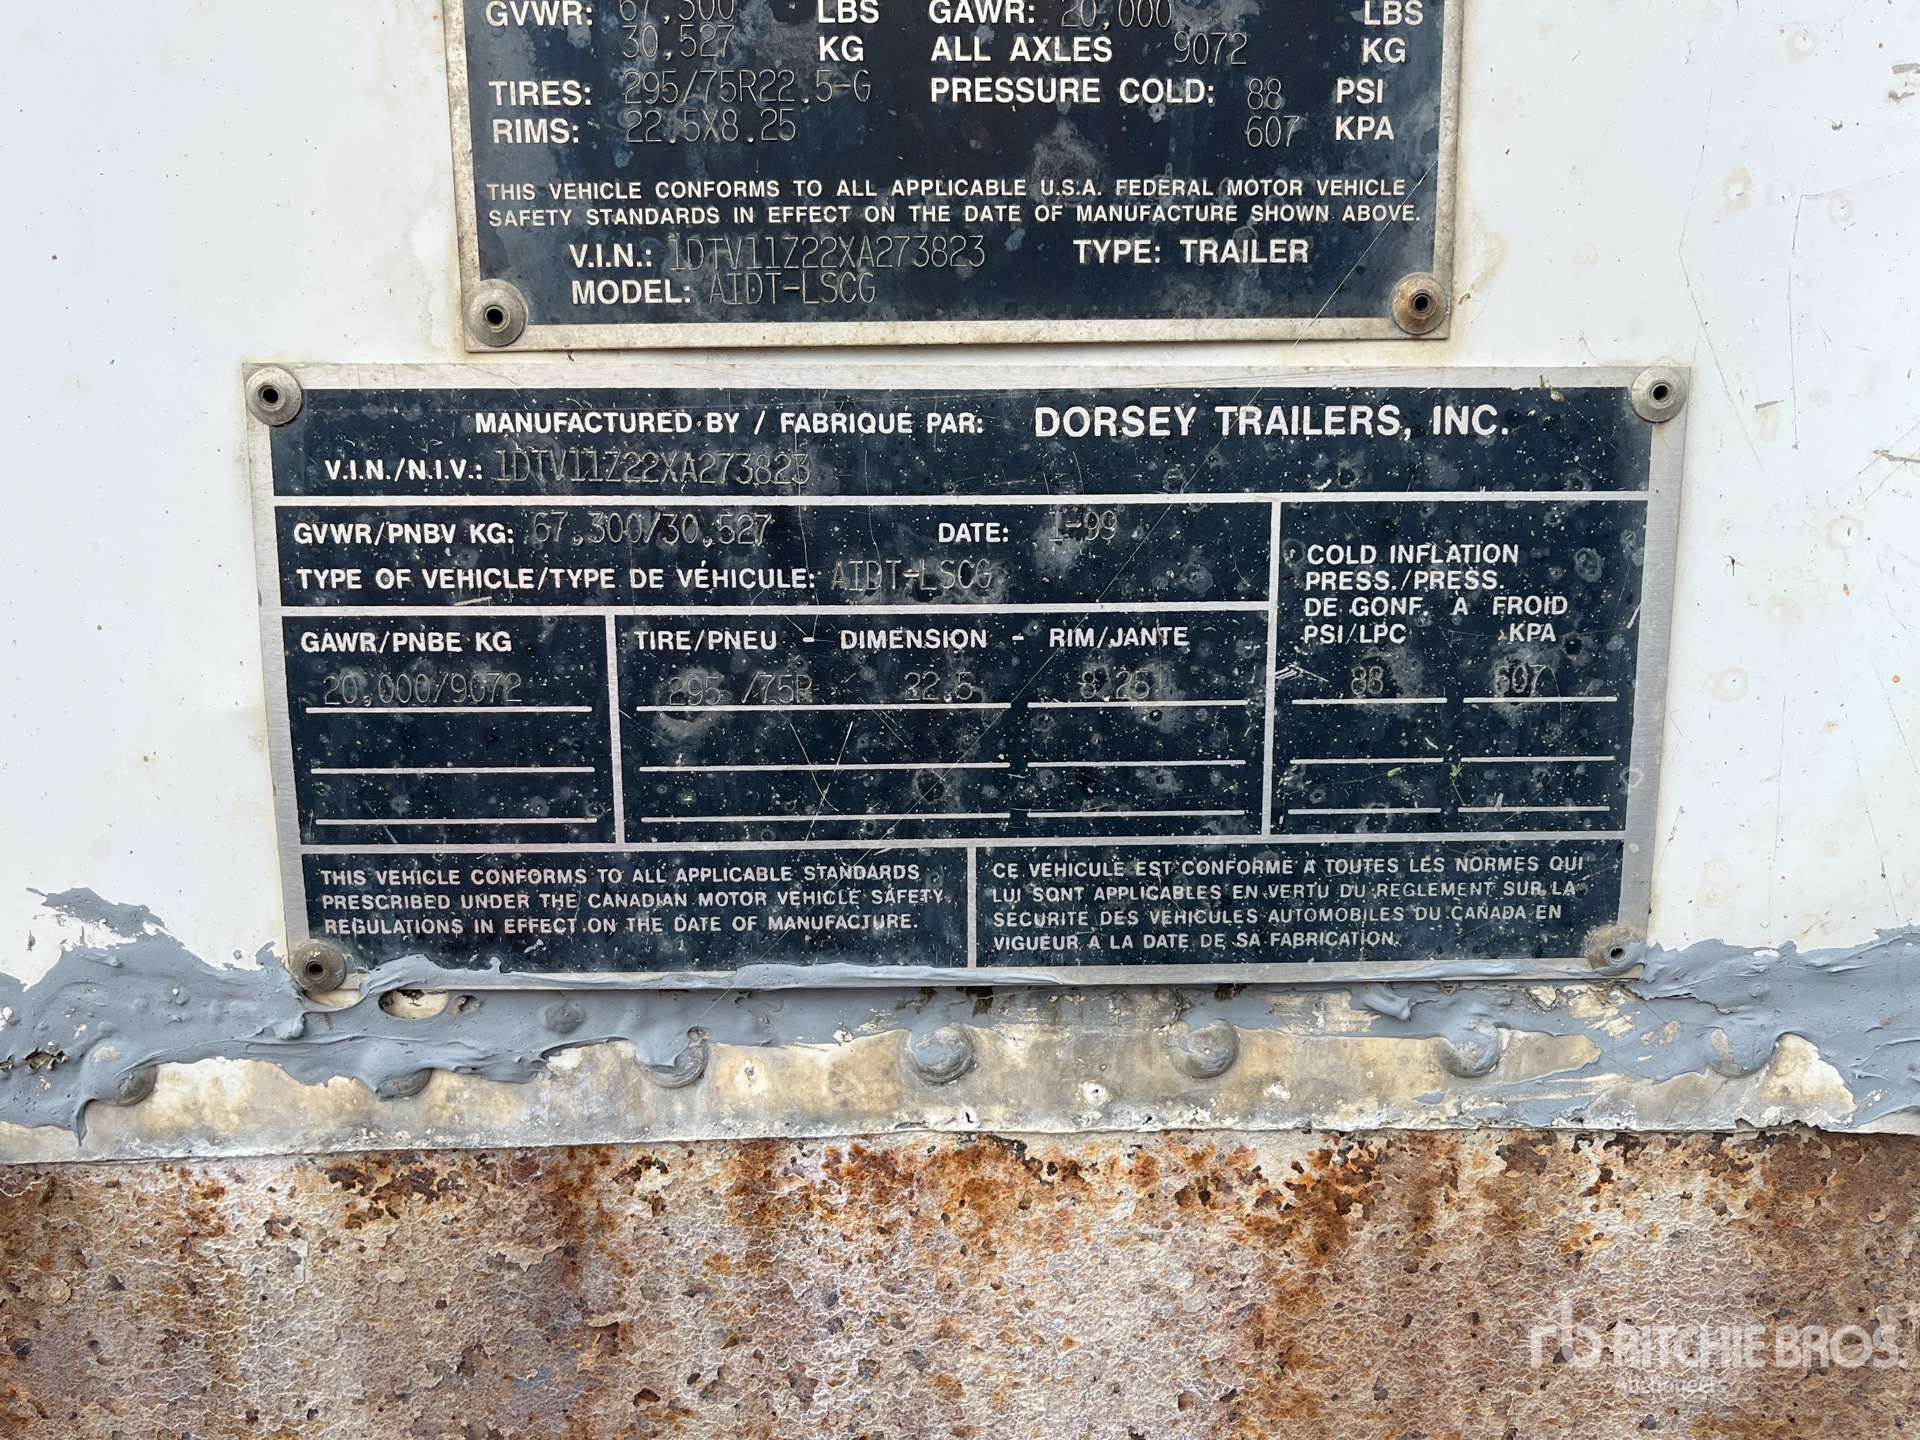 GVWR: 67,300 LBS GAWR: 20,000 LBS
30,527 KG ALL AXLES 9072 KG
TIRES: 295/75R22.5-G PRESSURE COLD: 88 PSI
RIMS: 22.5X8.25 607 KPA
THIS VEHICLE CONFORMS TO ALL APPLICABLE U.S.A. FEDERAL MOTOR VEHICLE
SAFETY STANDARDS IN EFFECT ON THE DATE OF MANUFACTURE SHOWN ABOVE.
V.I.N.: 1DTV11Z22XA273823 TYPE: TRAILER
MODEL: AIDT-LSCG
MANUFACTURED BY / FABRIQUE PAR: DORSEY TRAILERS, INC.
V.I.N./N.I.V.: 1DTV11Z22XA273823
GVWR/PNBV KG: 67,300/30,527 DATE: 1-99
TYPE OF VEHICLE/TYPE DE VÉHICULE: AIDT-LSCG
COLD INFLATION
PRESS./PRESS.
DE GONF. A FROID
PSI/LPC KPA
GAWR/PNBE KG TIRE/PNEU - DIMENSION - RIM/JANTE
20,000/9072 295 /75R 22.5 8.25 88 607
THIS VEHICLE CONFORMS TO ALL APPLICABLE STANDARDS
PRESCRIBED UNDER THE CANADIAN MOTOR VEHICLE SAFETY
REGULATIONS IN EFFECT ON THE DATE OF MANUFACTURE.
CE VÉHICULE EST CONFORME A TOUTES LES NORMES QUI
LUI SONT APPLICABLES EN VERTU DU REGLEMENT SUR LA
SECURITE DES VEHICULES AUTOMOBILES DU CANADA EN
VIGUEUR A LA DATE DE SA FABRICATION.
rb RITCHIE BROS.
Auctioneers